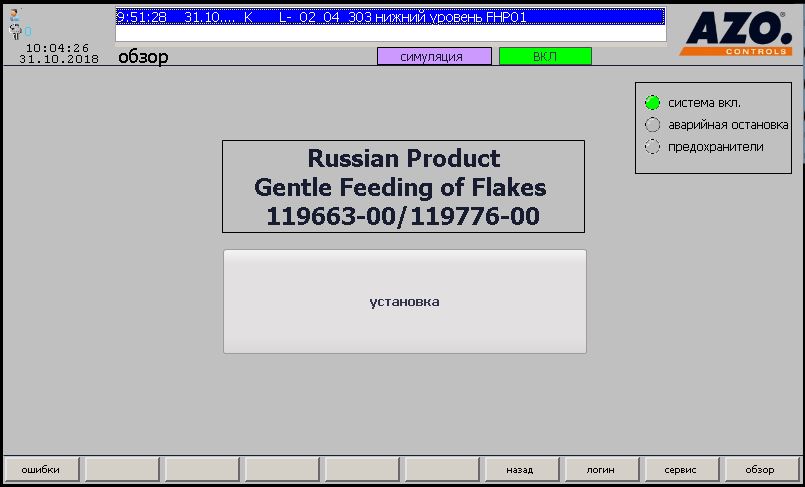 9:51:28 31.10.... K L- 02 04 303 нижний уровень FHP01
0
10:04:26
31.10.2018
обзор
симуляция
ВКЛ
AZO.
CONTROLS
система вкл.
аварийная остановка
предохранители
Russian Product
Gentle Feeding of Flakes
119663-00/119776-00
установка
ошибки
назад
логин
сервис
обзор